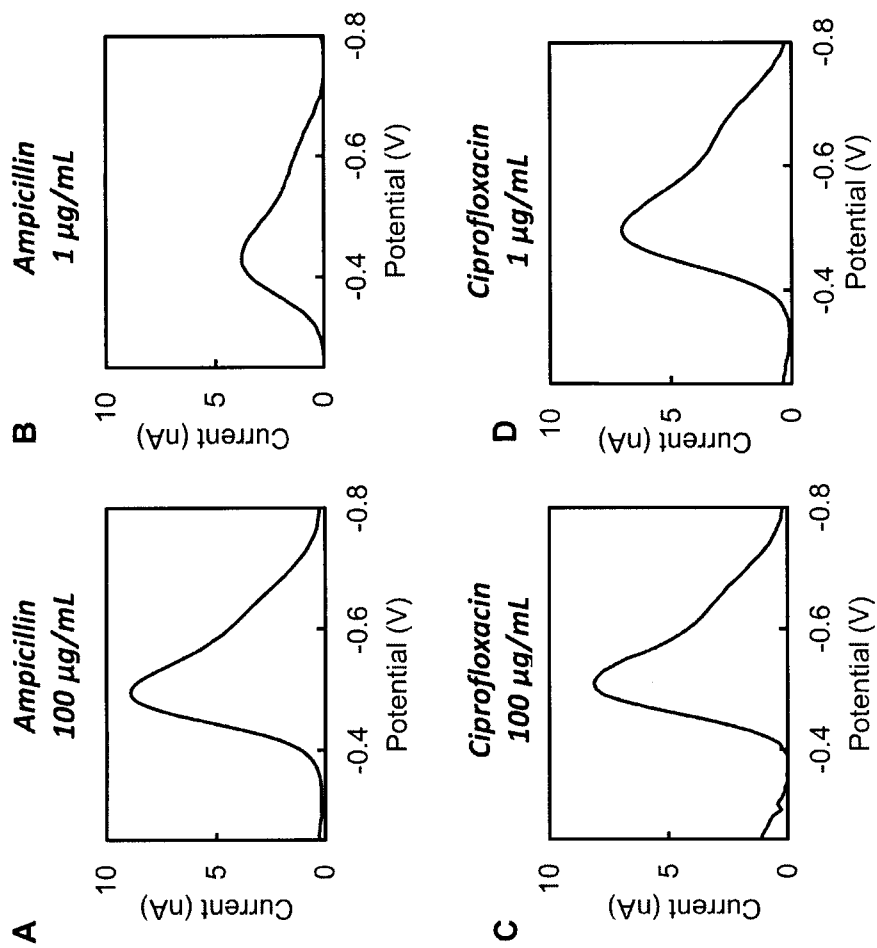 A
Ampicillin
100 µg/mL
Current (nA)
10
5
0
-0.4
-0.6
-0.8
Potential (V)
B
Ampicillin
1 µg/mL
Current (nA)
10
5
0
-0.4
-0.6
-0.8
Potential (V)
C
Ciprofloxacin
100 µg/mL
Current (nA)
10
5
0
-0.4
-0.6
-0.8
Potential (V)
D
Ciprofloxacin
1 µg/mL
Current (nA)
10
5
0
-0.4
-0.6
-0.8
Potential (V)